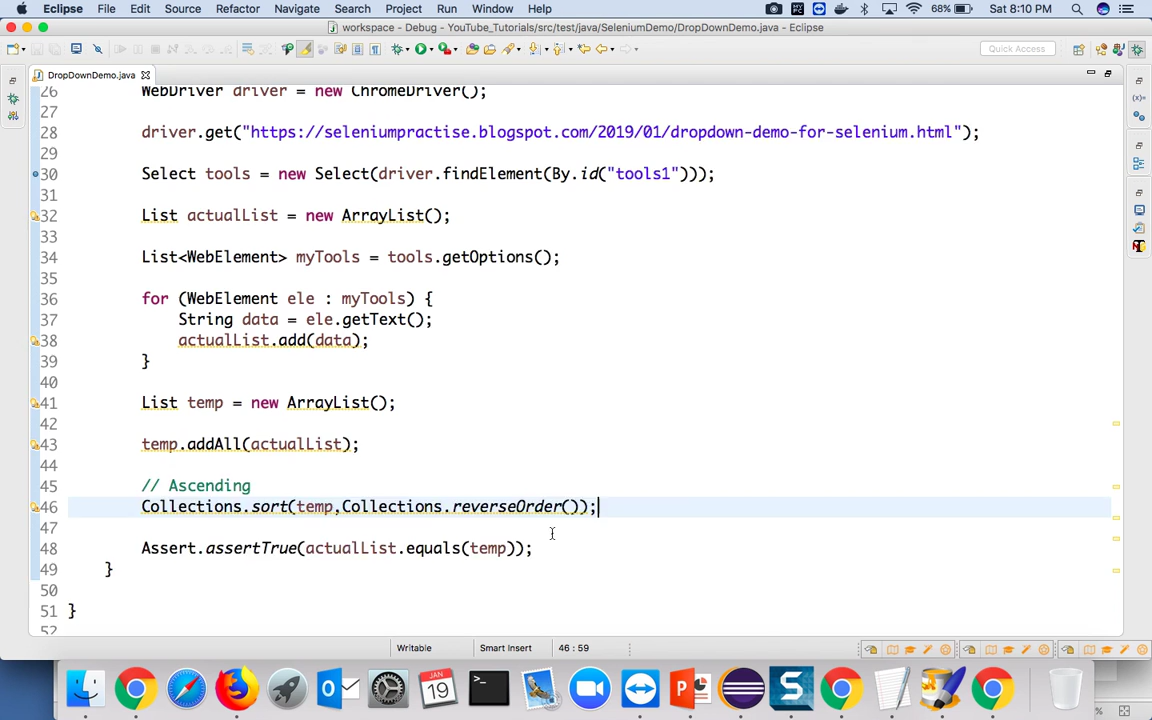 Eclipse File Edit Source Refactor Navigate Search Project Run Window Help 68% Sat 8:10 PM
workspace - Debug - YouTube_Tutorials/src/test/java/SeleniumDemo/DropDownDemo.java - Eclipse
Quick Access
DropDownDemo.java
26 WebDriver driver = new ChromeDriver();
27
28 driver.get("https://seleniumpractise.blogspot.com/2019/01/dropdown-demo-for-selenium.html");
29
30 Select tools = new Select(driver.findElement(By.id("tools1")));
31
32 List actualList = new ArrayList();
33
34 List<WebElement> myTools = tools.getOptions();
35
36 for (WebElement ele : myTools) {
37 String data = ele.getText();
38 actualList.add(data);
39 }
40
41 List temp = new ArrayList();
42
43 temp.addAll(actualList);
44
45 // Ascending
46 Collections.sort(temp,Collections.reverseOrder());
47
48 Assert.assertTrue(actualList.equals(temp));
49 }
50
51 }
52
Writable Smart Insert 46 : 59
JAN
19